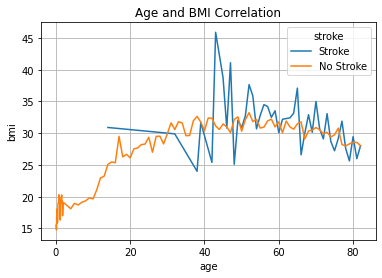 Age and BMI Correlation
stroke
Stroke
No Stroke
bmi
45
40
35
30
25
20
15
0 20 40 60 80
age